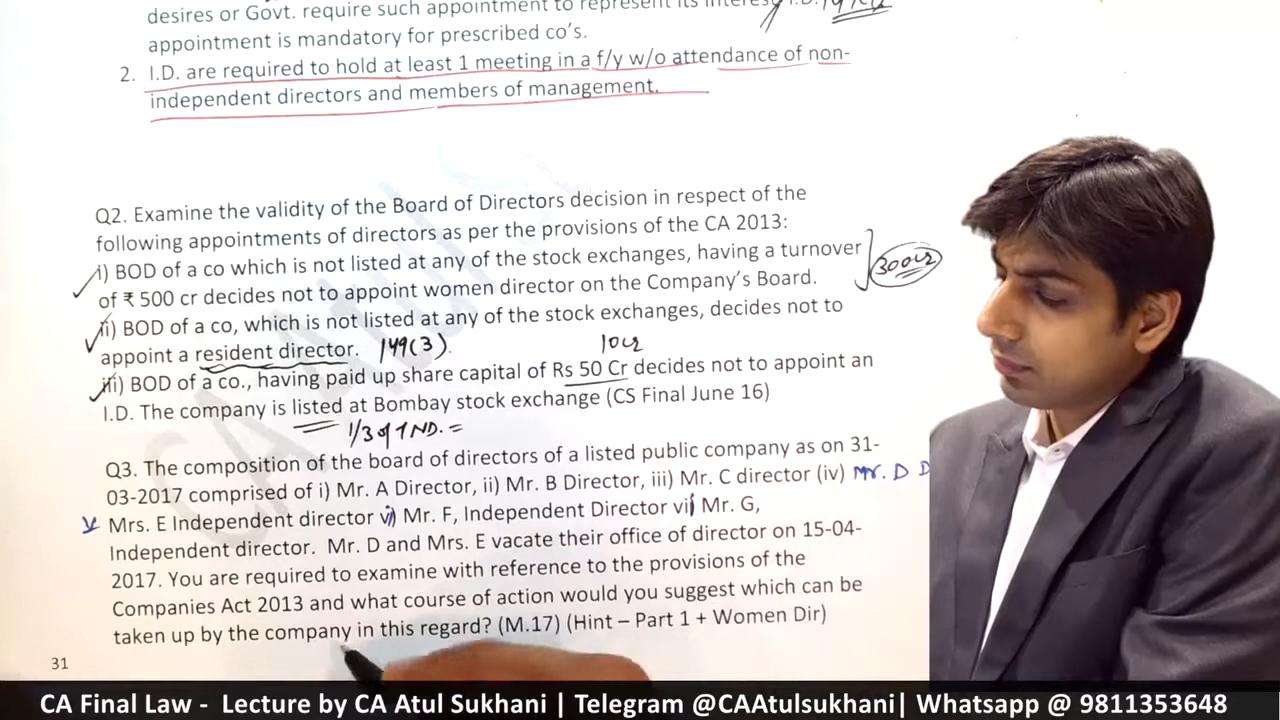 desires or Govt. require such appointment to represent its interest I.D.
appointment is mandatory for prescribed co's.
2. I.D. are required to hold at least 1 meeting in a f/y w/o attendance of non-
independent directors and members of management.
Q2. Examine the validity of the Board of Directors decision in respect of the
following appointments of directors as per the provisions of the CA 2013:
i) BOD of a co which is not listed at any of the stock exchanges, having a turnover
300cr
of ₹ 500 cr decides not to appoint women director on the Company's Board.
ii) BOD of a co, which is not listed at any of the stock exchanges, decides not to
appoint a resident director. 149(3).
10cr
iii) BOD of a co., having paid up share capital of Rs 50 Cr decides not to appoint an
I.D. The company is listed at Bombay stock exchange (CS Final June 16)
1/3 of TND. =
Q3. The composition of the board of directors of a listed public company as on 31-
03-2017 comprised of i) Mr. A Director, ii) Mr. B Director, iii) Mr. C director (iv) Mr. D D
v Mrs. E Independent director vi) Mr. F, Independent Director vii Mr. G,
Independent director. Mr. D and Mrs. E vacate their office of director on 15-04-
2017. You are required to examine with reference to the provisions of the
Companies Act 2013 and what course of action would you suggest which can be
taken up by the company in this regard? (M.17) (Hint – Part 1 + Women Dir)
31
CA Final Law - Lecture by CA Atul Sukhani | Telegram @CAAtulsukhani| Whatsapp @ 9811353648